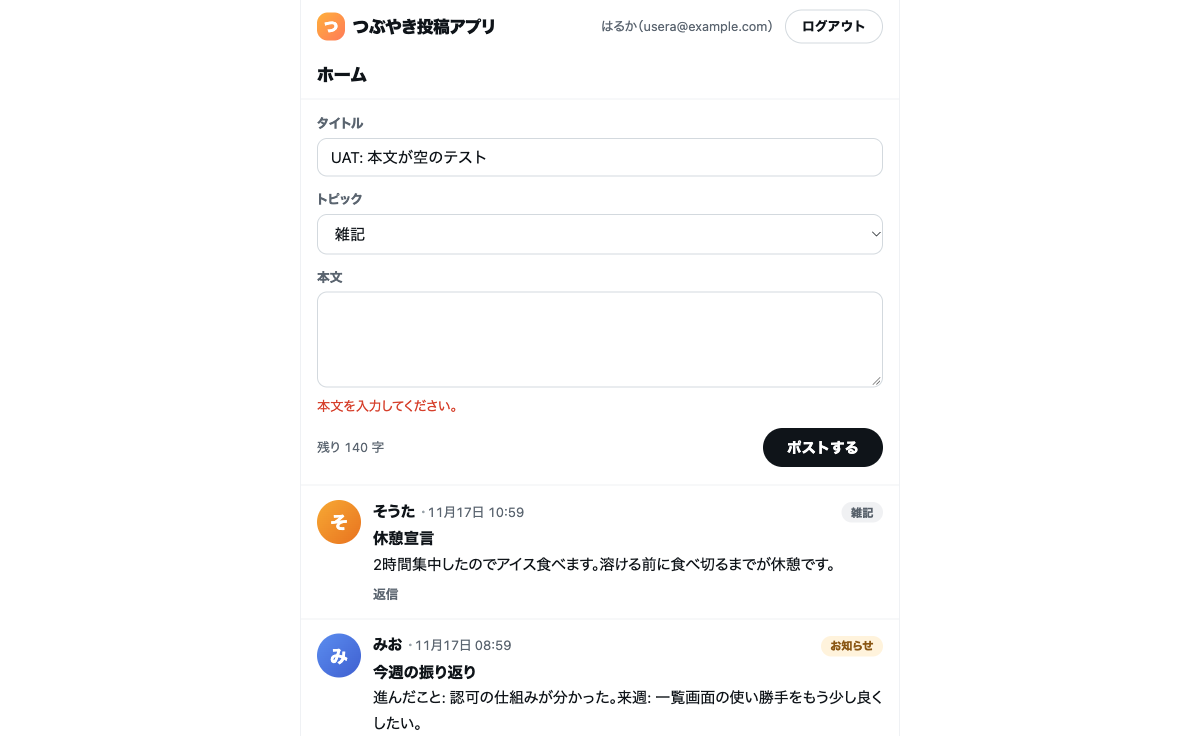 つ つぶやき投稿アプリ はるか（usera@example.com） ログアウト
ホーム
タイトル
UAT: 本文が空のテスト
トピック
雑記
本文
本文を入力してください。
残り 140 字 ポストする
そ そうた ・11月17日 10:59 雑記
休憩宣言
2時間集中したのでアイス食べます。溶ける前に食べ切るまでが休憩です。
返信
み みお ・11月17日 08:59 お知らせ
今週の振り返り
進んだこと: 認可の仕組みが分かった。来週: 一覧画面の使い勝手をもう少し良く
したい。